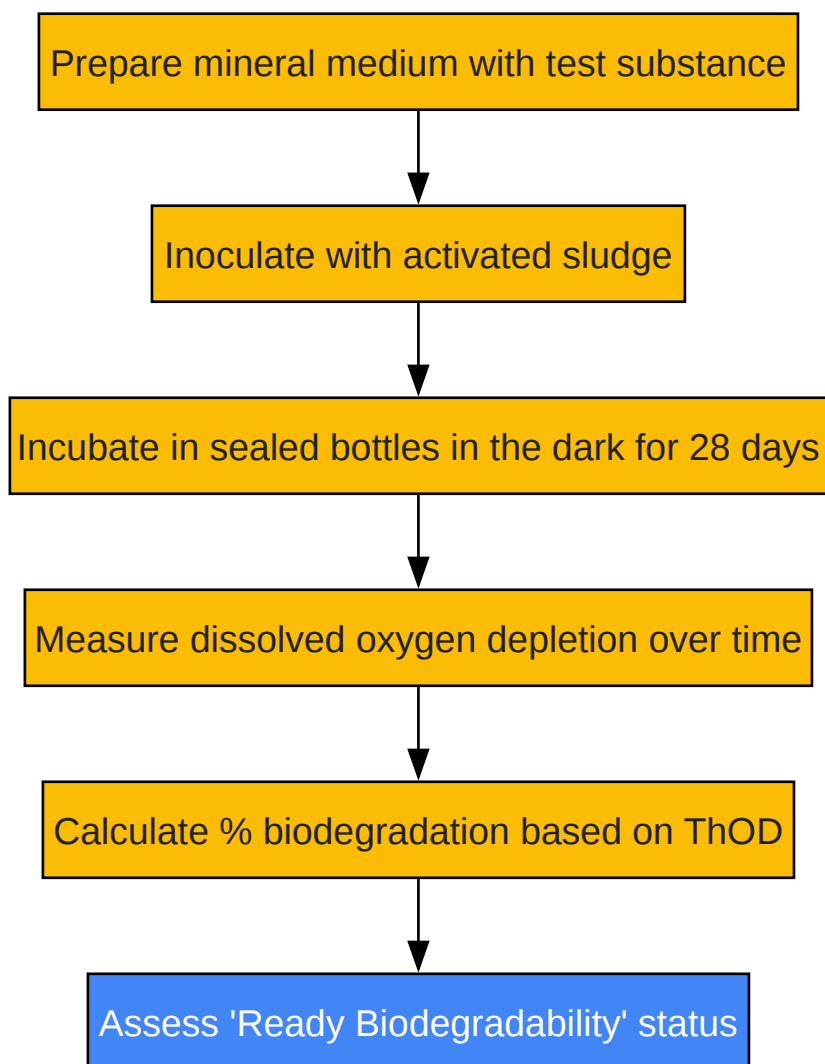 Prepare mineral medium with test substance
Inoculate with activated sludge
Incubate in sealed bottles in the dark for 28 days
Measure dissolved oxygen depletion over time
Calculate % biodegradation based on ThOD
Assess 'Ready Biodegradability' status